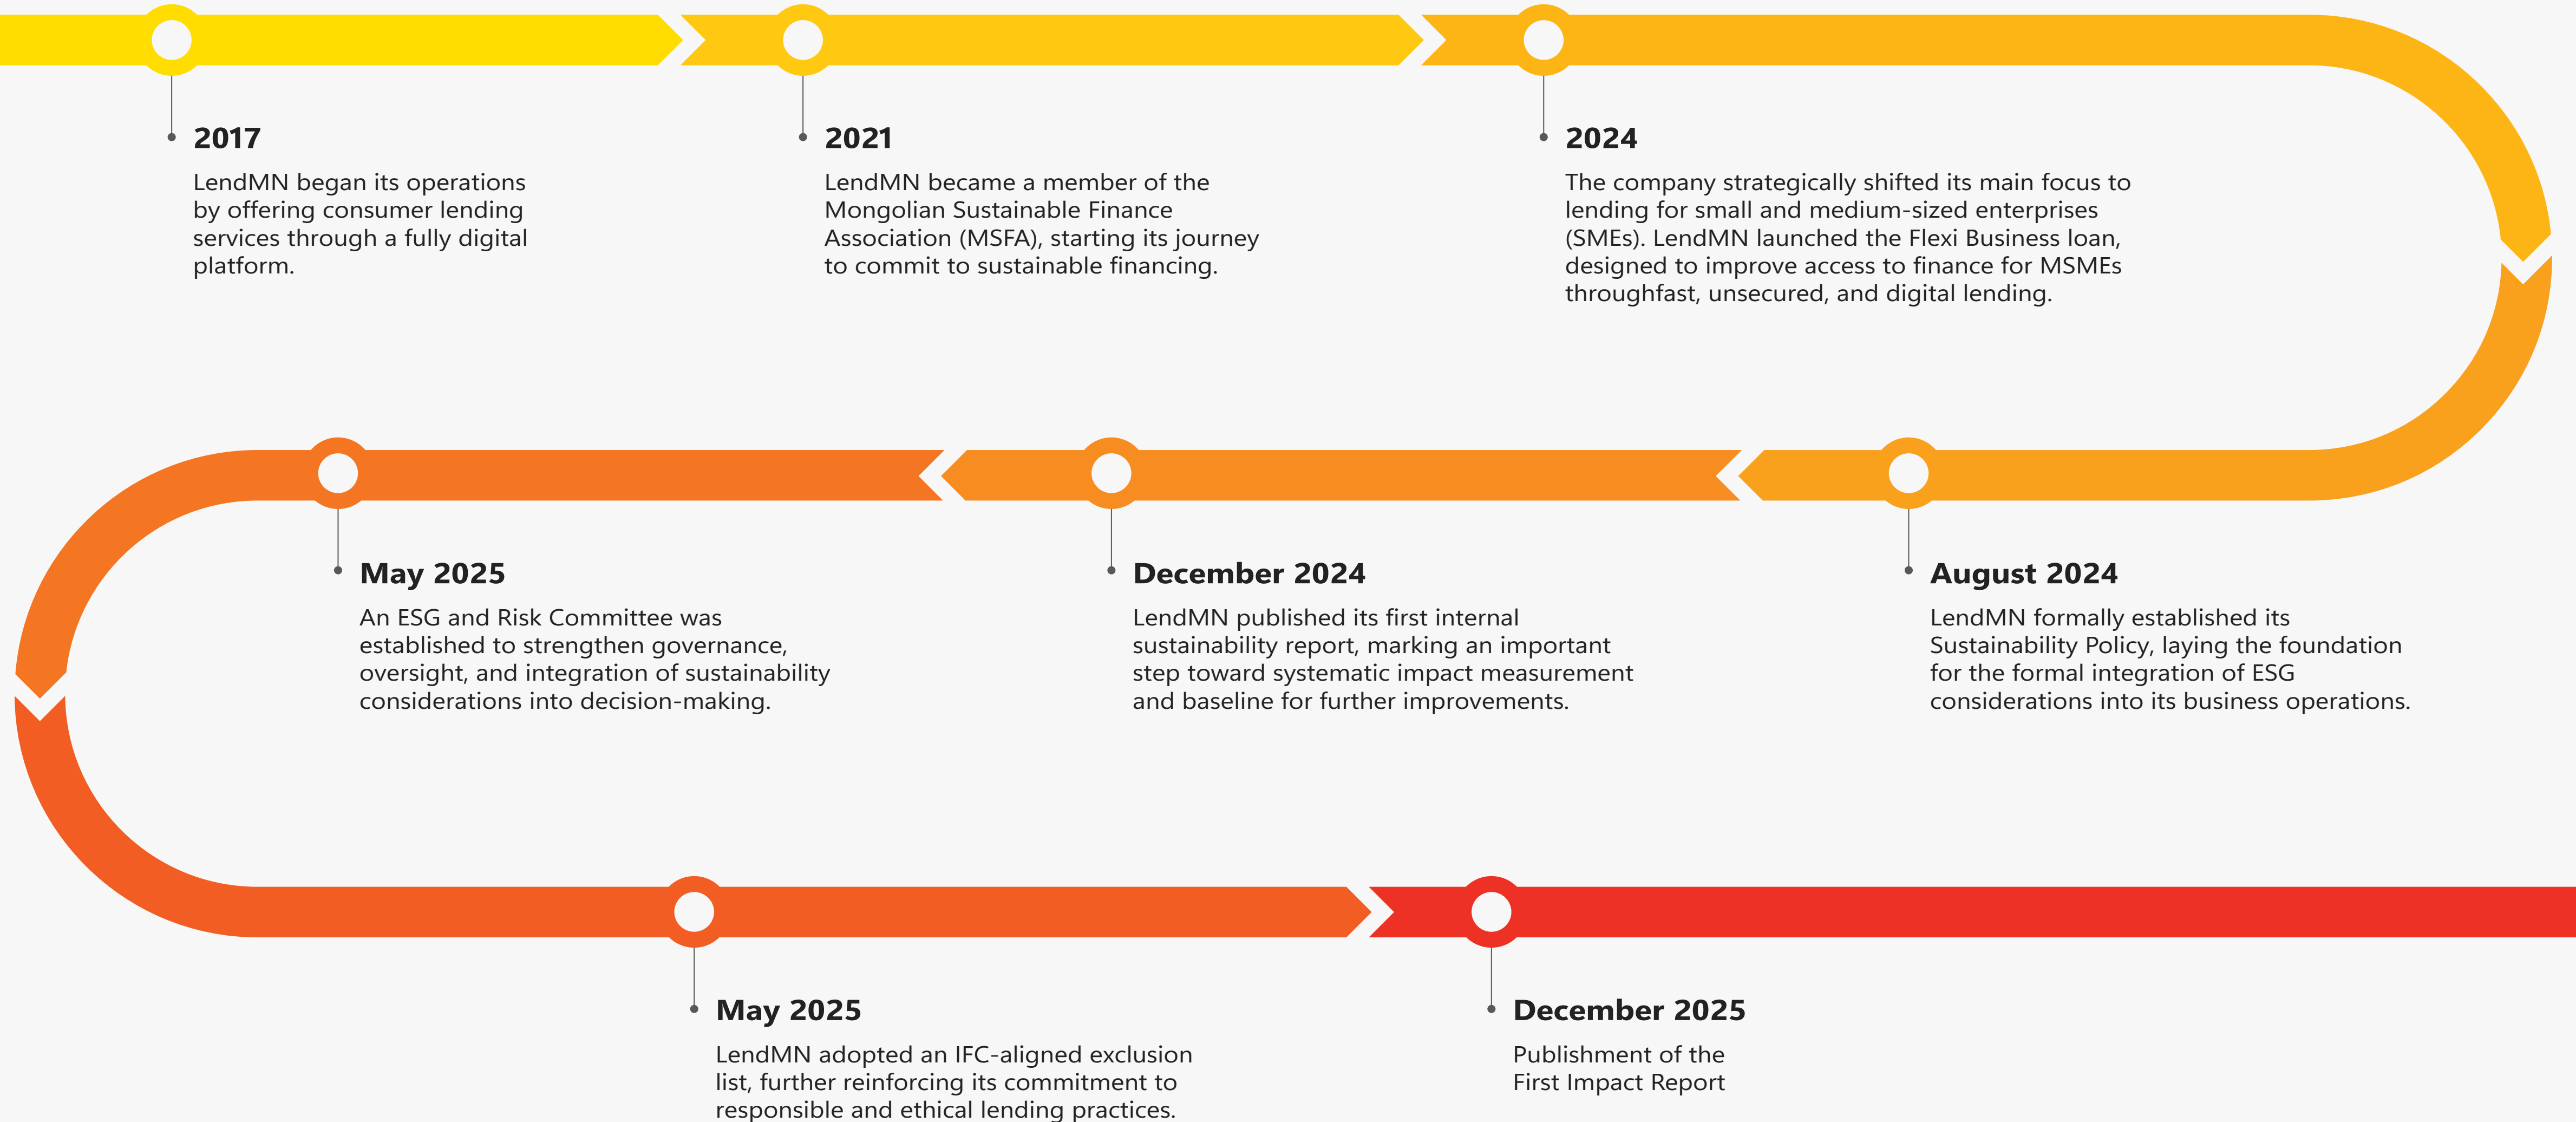 2017
LendMN began its operations
by offering consumer lending
services through a fully digital
platform.
2021
LendMN became a member of the
Mongolian Sustainable Finance
Association (MSFA), starting its journey
to commit to sustainable financing.
2024
The company strategically shifted its main focus to
lending for small and medium-sized enterprises
(SMEs). LendMN launched the Flexi Business loan,
designed to improve access to finance for MSMEs
throughfast, unsecured, and digital lending.
August 2024
LendMN formally established its
Sustainability Policy, laying the foundation
for the formal integration of ESG
considerations into its business operations.
December 2024
LendMN published its first internal
sustainability report, marking an important
step toward systematic impact measurement
and baseline for further improvements.
May 2025
An ESG and Risk Committee was
established to strengthen governance,
oversight, and integration of sustainability
considerations into decision-making.
May 2025
LendMN adopted an IFC-aligned exclusion
list, further reinforcing its commitment to
responsible and ethical lending practices.
December 2025
Publishment of the
First Impact Report